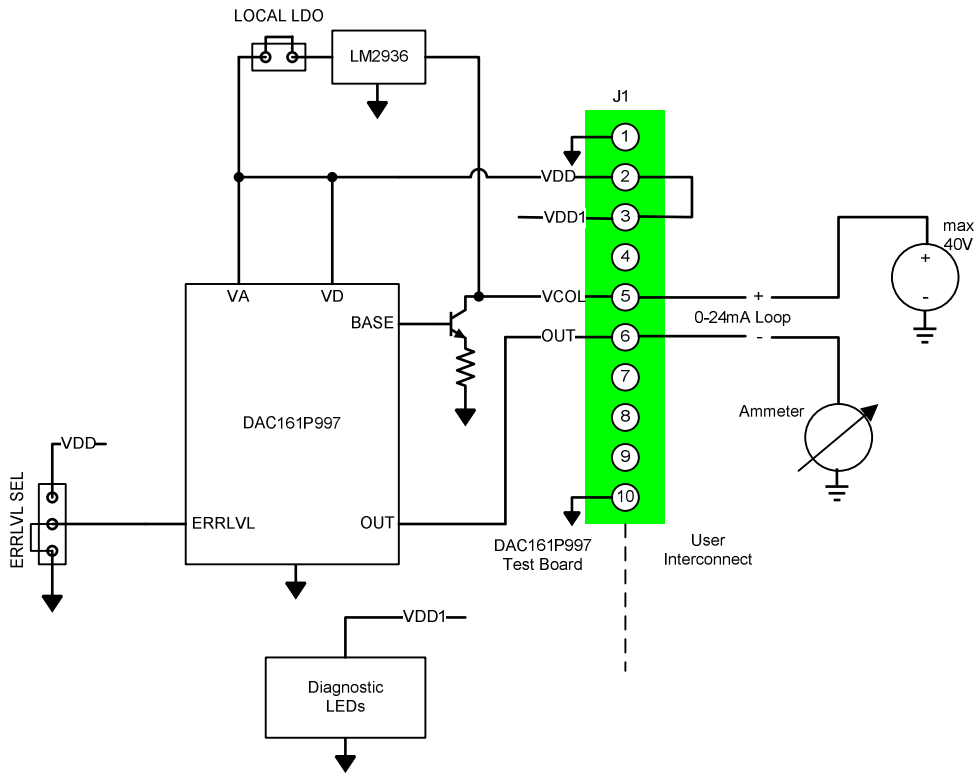 LOCAL LDO
LM2936
J1
1
VDD
2
VDD1
3
max
40V
4
+
-
VA
VD
VCOL
5
+
BASE
0-24mA Loop
OUT
6
-
7
Ammeter
8
DAC161P997
VDD
9
ERRLVL SEL
10
ERRLVL
OUT
DAC161P997
Test Board
User
Interconnect
VDD1
Diagnostic
LEDs